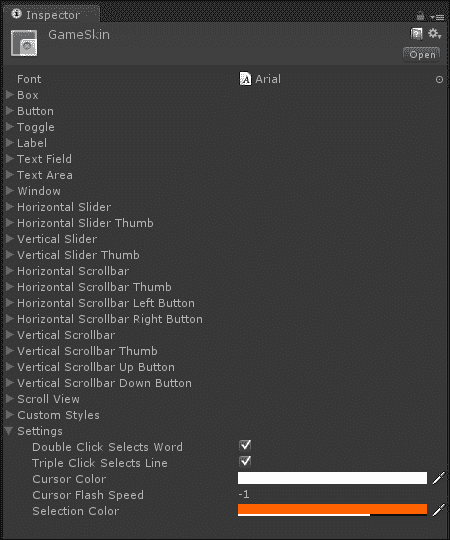 Inspector
GameSkin
Open
Font Arial
Box
Button
Toggle
Label
Text Field
Text Area
Window
Horizontal Slider
Horizontal Slider Thumb
Vertical Slider
Vertical Slider Thumb
Horizontal Scrollbar
Horizontal Scrollbar Thumb
Horizontal Scrollbar Left Button
Horizontal Scrollbar Right Button
Vertical Scrollbar
Vertical Scrollbar Thumb
Vertical Scrollbar Up Button
Vertical Scrollbar Down Button
Scroll View
Custom Styles
Settings
Double Click Selects Word
Triple Click Selects Line
Cursor Color
Cursor Flash Speed -1
Selection Color